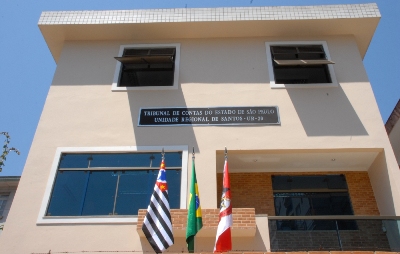 TRIBUNAL DE CONTAS DO ESTADO DE SÃO PAULO
UNIDADE REGIONAL DE SANTOS - UR - 20